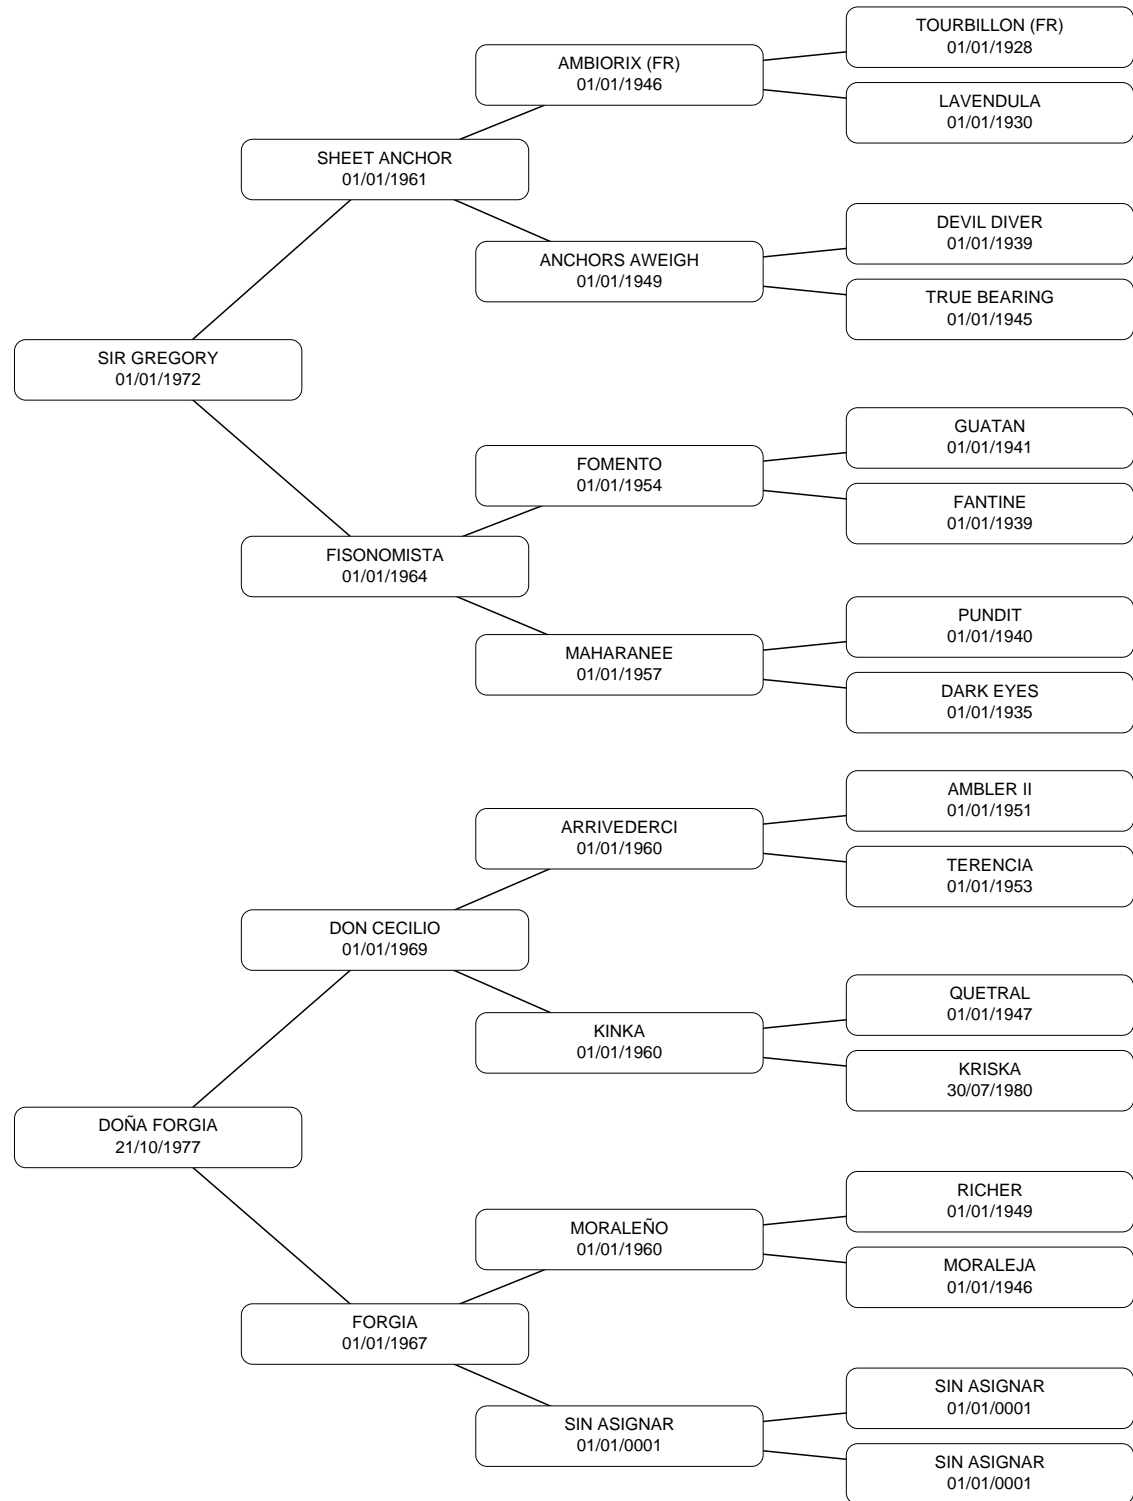 TOURBILLON (FR)
01/01/1928
AMBIORIX (FR)
01/01/1946
LAVENDULA
01/01/1930
SHEET ANCHOR
01/01/1961
DEVIL DIVER
01/01/1939
ANCHORS AWEIGH
01/01/1949
TRUE BEARING
01/01/1945
SIR GREGORY
01/01/1972
GUATAN
01/01/1941
FOMENTO
01/01/1954
FANTINE
01/01/1939
FISONOMISTA
01/01/1964
PUNDIT
01/01/1940
MAHARANEE
01/01/1957
DARK EYES
01/01/1935
AMBLER II
01/01/1951
ARRIVEDERCI
01/01/1960
TERENCIA
01/01/1953
DON CECILIO
01/01/1969
QUETRAL
01/01/1947
KINKA
01/01/1960
KRISKA
30/07/1980
DOÑA FORGIA
21/10/1977
RICHER
01/01/1949
MORALEÑO
01/01/1960
MORALEJA
01/01/1946
FORGIA
01/01/1967
SIN ASIGNAR
01/01/0001
SIN ASIGNAR
01/01/0001
SIN ASIGNAR
01/01/0001